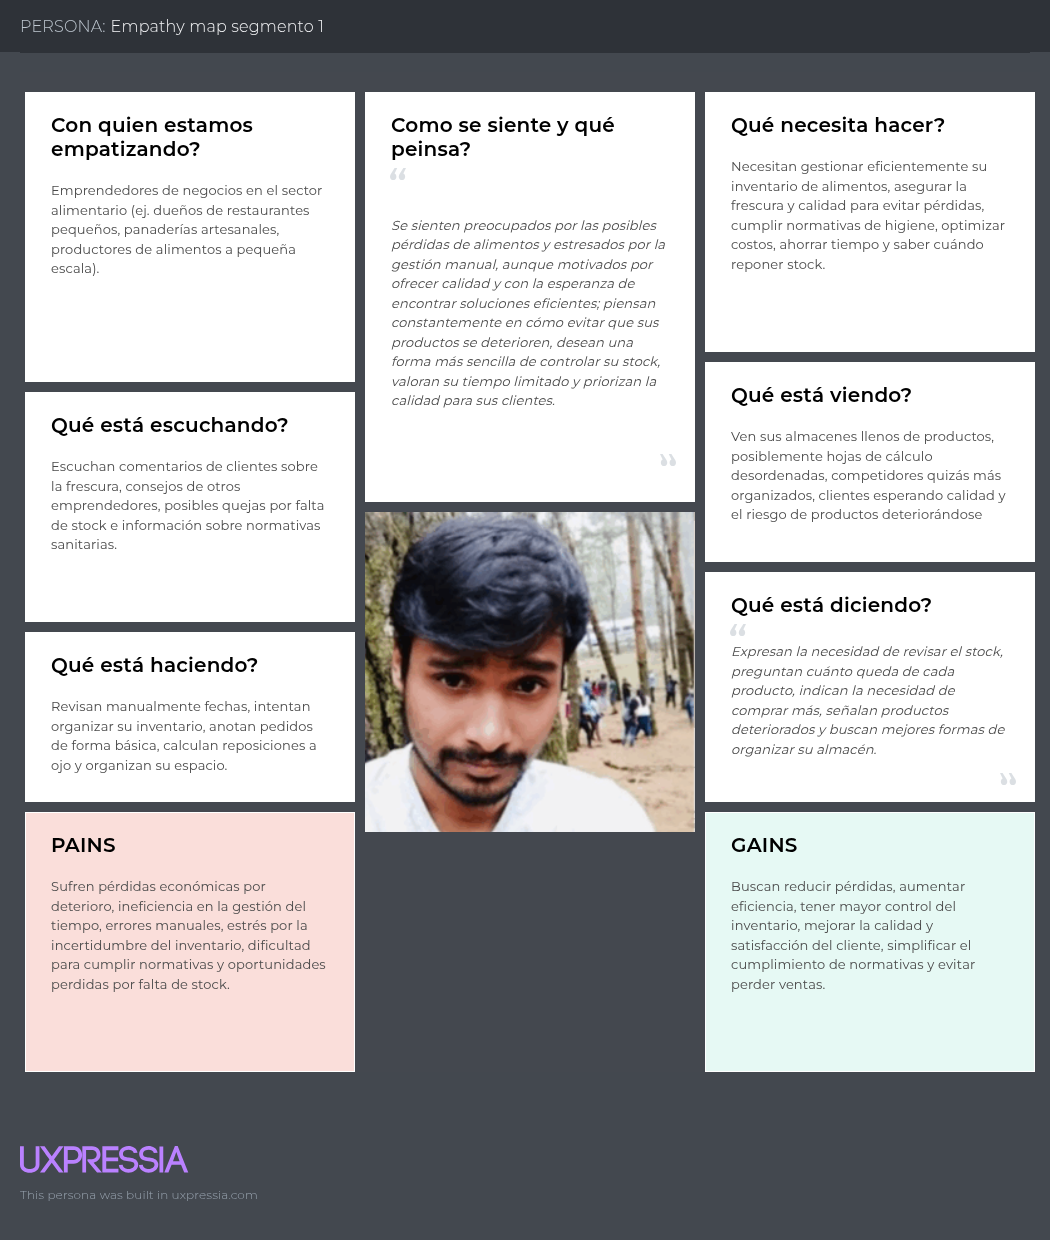 PERSONA: Empathy map segmento 1
Con quien estamos
empatizando?
Emprendedores de negocios en el sector
alimentario (ej. dueños de restaurantes
pequeños, panaderías artesanales,
productores de alimentos a pequeña
escala).
Qué está escuchando?
Escuchan comentarios de clientes sobre
la frescura, consejos de otros
emprendedores, posibles quejas por falta
de stock e información sobre normativas
sanitarias.
Qué está haciendo?
Revisan manualmente fechas, intentan
organizar su inventario, anotan pedidos
de forma básica, calculan reposiciones a
ojo y organizan su espacio.
PAINS
Sufren pérdidas económicas por
deterioro, ineficiencia en la gestión del
tiempo, errores manuales, estrés por la
incertidumbre del inventario, dificultad
para cumplir normativas y oportunidades
perdidas por falta de stock.
Como se siente y qué
peinsa?
“
Se sienten preocupados por las posibles
pérdidas de alimentos y estresados por la
gestión manual, aunque motivados por
ofrecer calidad y con la esperanza de
encontrar soluciones eficientes; piensan
constantemente en cómo evitar que sus
productos se deterioren, desean una
forma más sencilla de controlar su stock,
valoran su tiempo limitado y priorizan la
calidad para sus clientes.
”
Qué necesita hacer?
Necesitan gestionar eficientemente su
inventario de alimentos, asegurar la
frescura y calidad para evitar pérdidas,
cumplir normativas de higiene, optimizar
costos, ahorrar tiempo y saber cuándo
reponer stock.
Qué está viendo?
Ven sus almacenes llenos de productos,
posiblemente hojas de cálculo
desordenadas, competidores quizás más
organizados, clientes esperando calidad y
el riesgo de productos deteriorándose
Qué está diciendo?
“
Expresan la necesidad de revisar el stock,
preguntan cuánto queda de cada
producto, indican la necesidad de
comprar más, señalan productos
deteriorados y buscan mejores formas de
organizar su almacén.
”
GAINS
Buscan reducir pérdidas, aumentar
eficiencia, tener mayor control del
inventario, mejorar la calidad y
satisfacción del cliente, simplificar el
cumplimiento de normativas y evitar
perder ventas.
UXPRESSIA
This persona was built in uxpressia.com